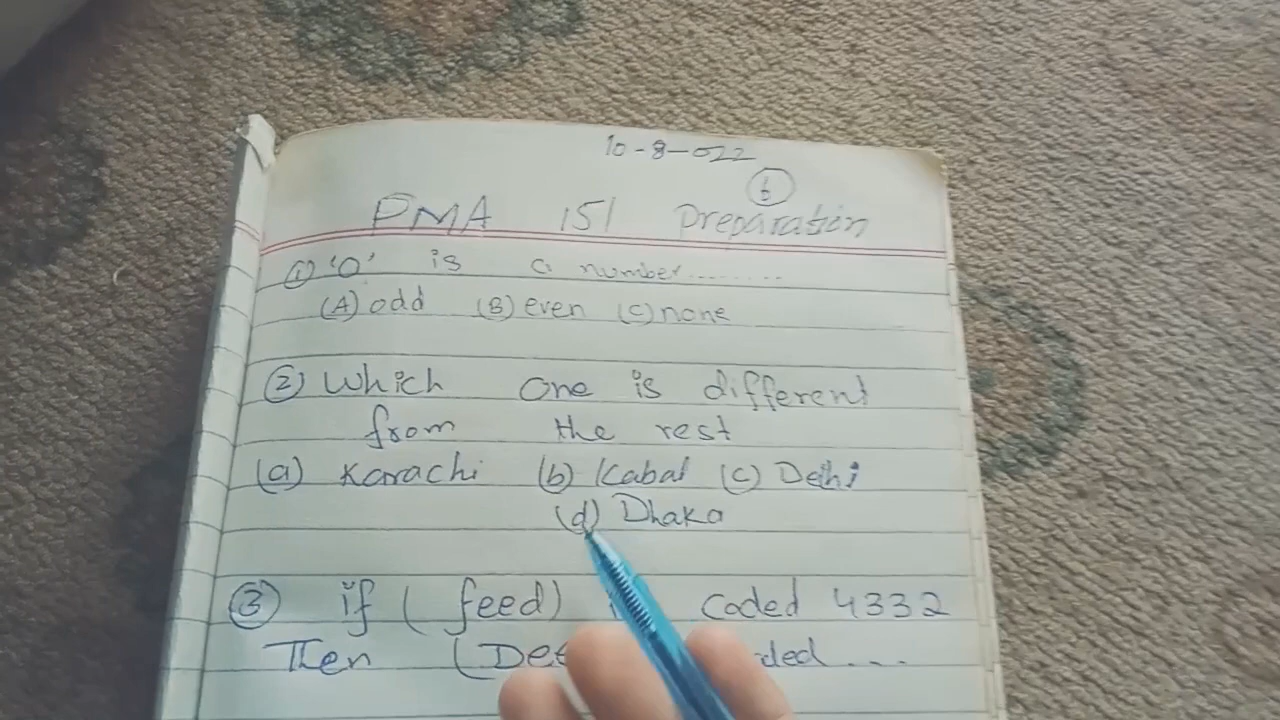 10-8-022
6
PMA 151 Preparation
① '0' is a number........
(A) odd (B) even (C) none
② Which One is different
from the rest
(a) Karachi (b) Kabal (c) Delhi
(d) Dhaka
③ if ( feed) coded 4332
Then ...